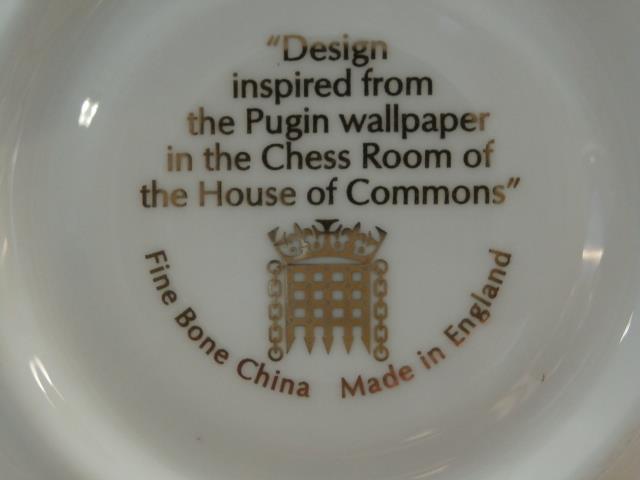 “Design
inspired from
the Pugin wallpaper
in the Chess Room of
the House of Commons”
Fine Bone China Made in England